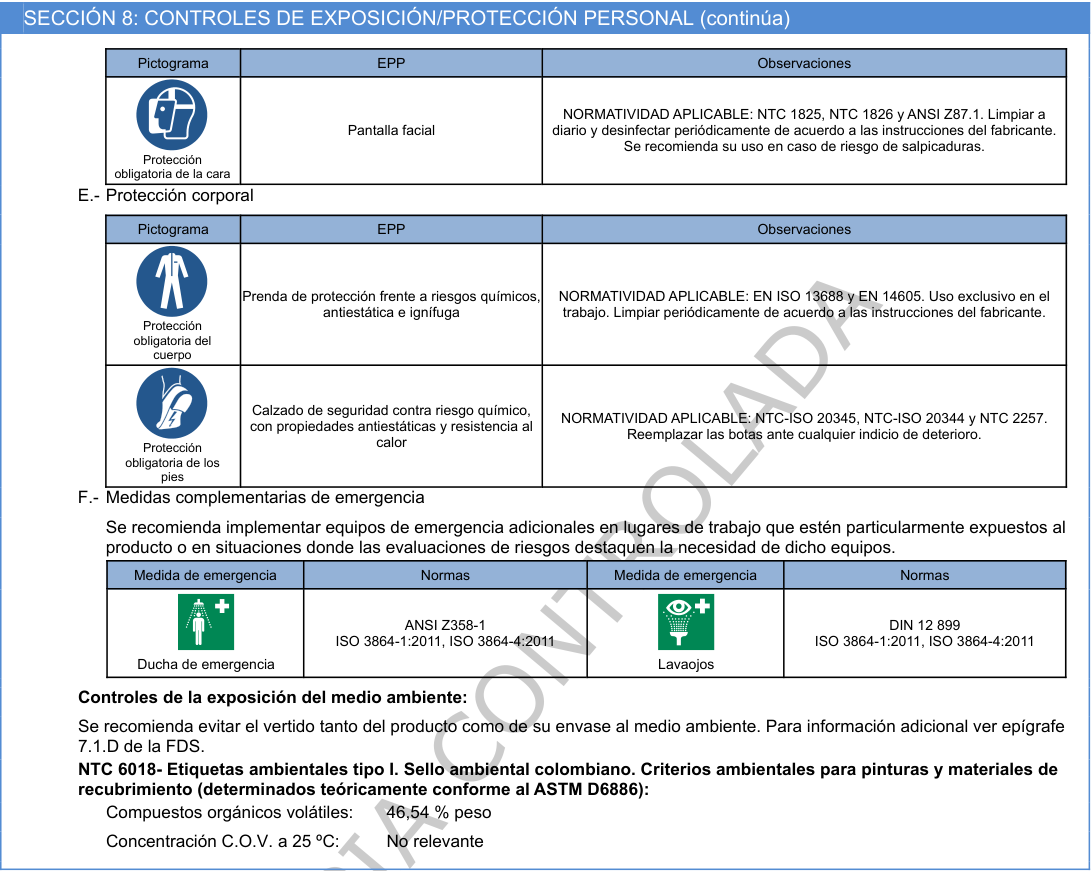 SECCIÓN 8: CONTROLES DE EXPOSICIÓN/PROTECCIÓN PERSONAL (continúa)
Pictograma EPP Observaciones
Protección
obligatoria de la cara
Pantalla facial
NORMATIVIDAD APLICABLE: NTC 1825, NTC 1826 y ANSI Z87.1. Limpiar a
diario y desinfectar periódicamente de acuerdo a las instrucciones del fabricante.
Se recomienda su uso en caso de riesgo de salpicaduras.
E.- Protección corporal
Pictograma EPP Observaciones
Protección
obligatoria del
cuerpo
Prenda de protección frente a riesgos químicos,
antiestática e ignífuga
NORMATIVIDAD APLICABLE: EN ISO 13688 y EN 14605. Uso exclusivo en el
trabajo. Limpiar periódicamente de acuerdo a las instrucciones del fabricante.
Protección
obligatoria de los
pies
Calzado de seguridad contra riesgo químico,
con propiedades antiestáticas y resistencia al
calor
NORMATIVIDAD APLICABLE: NTC-ISO 20345, NTC-ISO 20344 y NTC 2257.
Reemplazar las botas ante cualquier indicio de deterioro.
F.- Medidas complementarias de emergencia
Se recomienda implementar equipos de emergencia adicionales en lugares de trabajo que estén particularmente expuestos al
producto o en situaciones donde las evaluaciones de riesgos destaquen la necesidad de dicho equipos.
Medida de emergencia Normas Medida de emergencia Normas
Ducha de emergencia
ANSI Z358-1
ISO 3864-1:2011, ISO 3864-4:2011
Lavaojos
DIN 12 899
ISO 3864-1:2011, ISO 3864-4:2011
Controles de la exposición del medio ambiente:
Se recomienda evitar el vertido tanto del producto como de su envase al medio ambiente. Para información adicional ver epígrafe
7.1.D de la FDS.
NTC 6018- Etiquetas ambientales tipo I. Sello ambiental colombiano. Criterios ambientales para pinturas y materiales de
recubrimiento (determinados teóricamente conforme al ASTM D6886):
Compuestos orgánicos volátiles: 46,54 % peso
Concentración C.O.V. a 25 ºC: No relevante
IA CONTROLADA